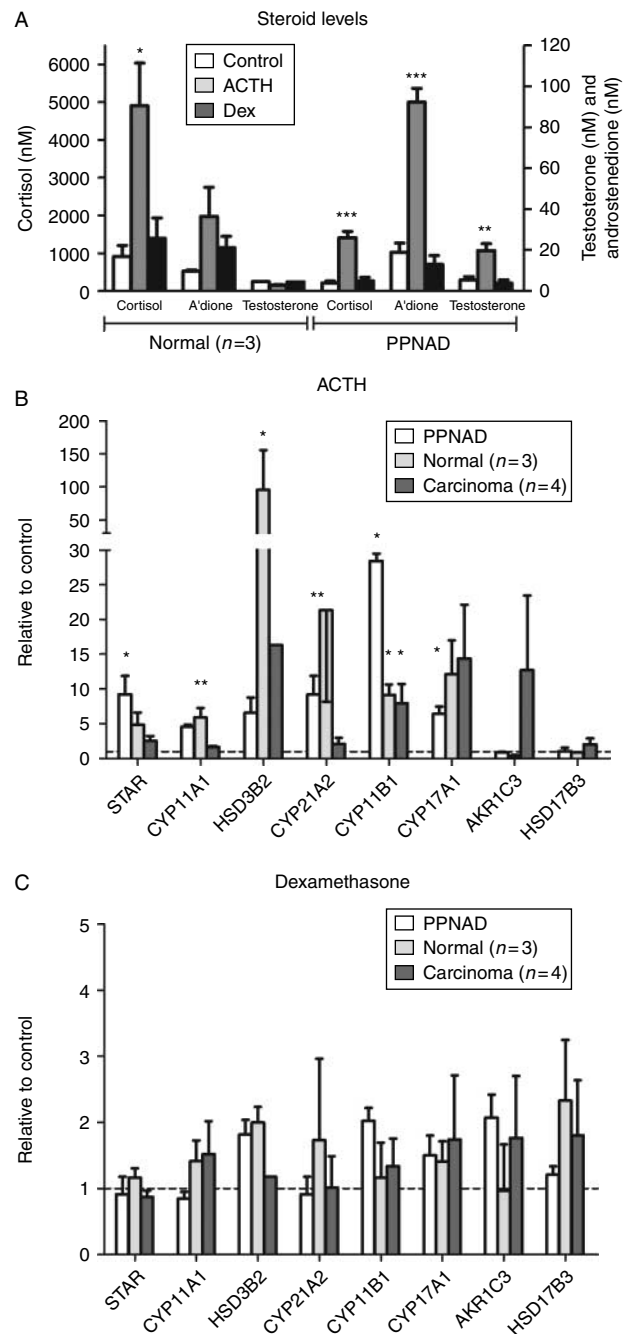 A
Steroid levels
Cortisol (nM)
6000
5000
4000
3000
2000
1000
0
*
Control
ACTH
Dex
***
***
**
120
100
80
60
40
20
0
Testosterone (nM) and
androstenedione (nM)
Cortisol A'dione Testosterone Cortisol A'dione Testosterone
Normal (n=3) PPNAD
B
ACTH
Relative to control
200
150
100
50
30
25
20
15
10
5
0
PPNAD
Normal (n=3)
Carcinoma (n=4)
*
**
*
**
*
* *
*
STAR
CYP11A1
HSD3B2
CYP21A2
CYP11B1
CYP17A1
AKR1C3
HSD17B3
C
Dexamethasone
Relative to control
5
4
3
2
1
0
PPNAD
Normal (n=3)
Carcinoma (n=4)
STAR
CYP11A1
HSD3B2
CYP21A2
CYP11B1
CYP17A1
AKR1C3
HSD17B3